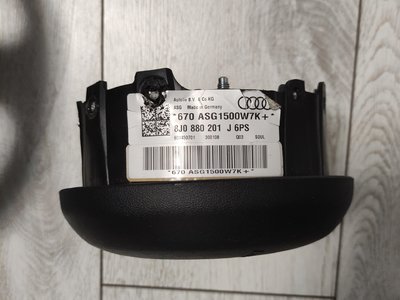 Autoliv B.V. & Co KG
ASG Made in Germany
*670 ASG1500W7K+*
8J0 880 201 J 6PS
SOUL
*670 ASG1500W7K+*